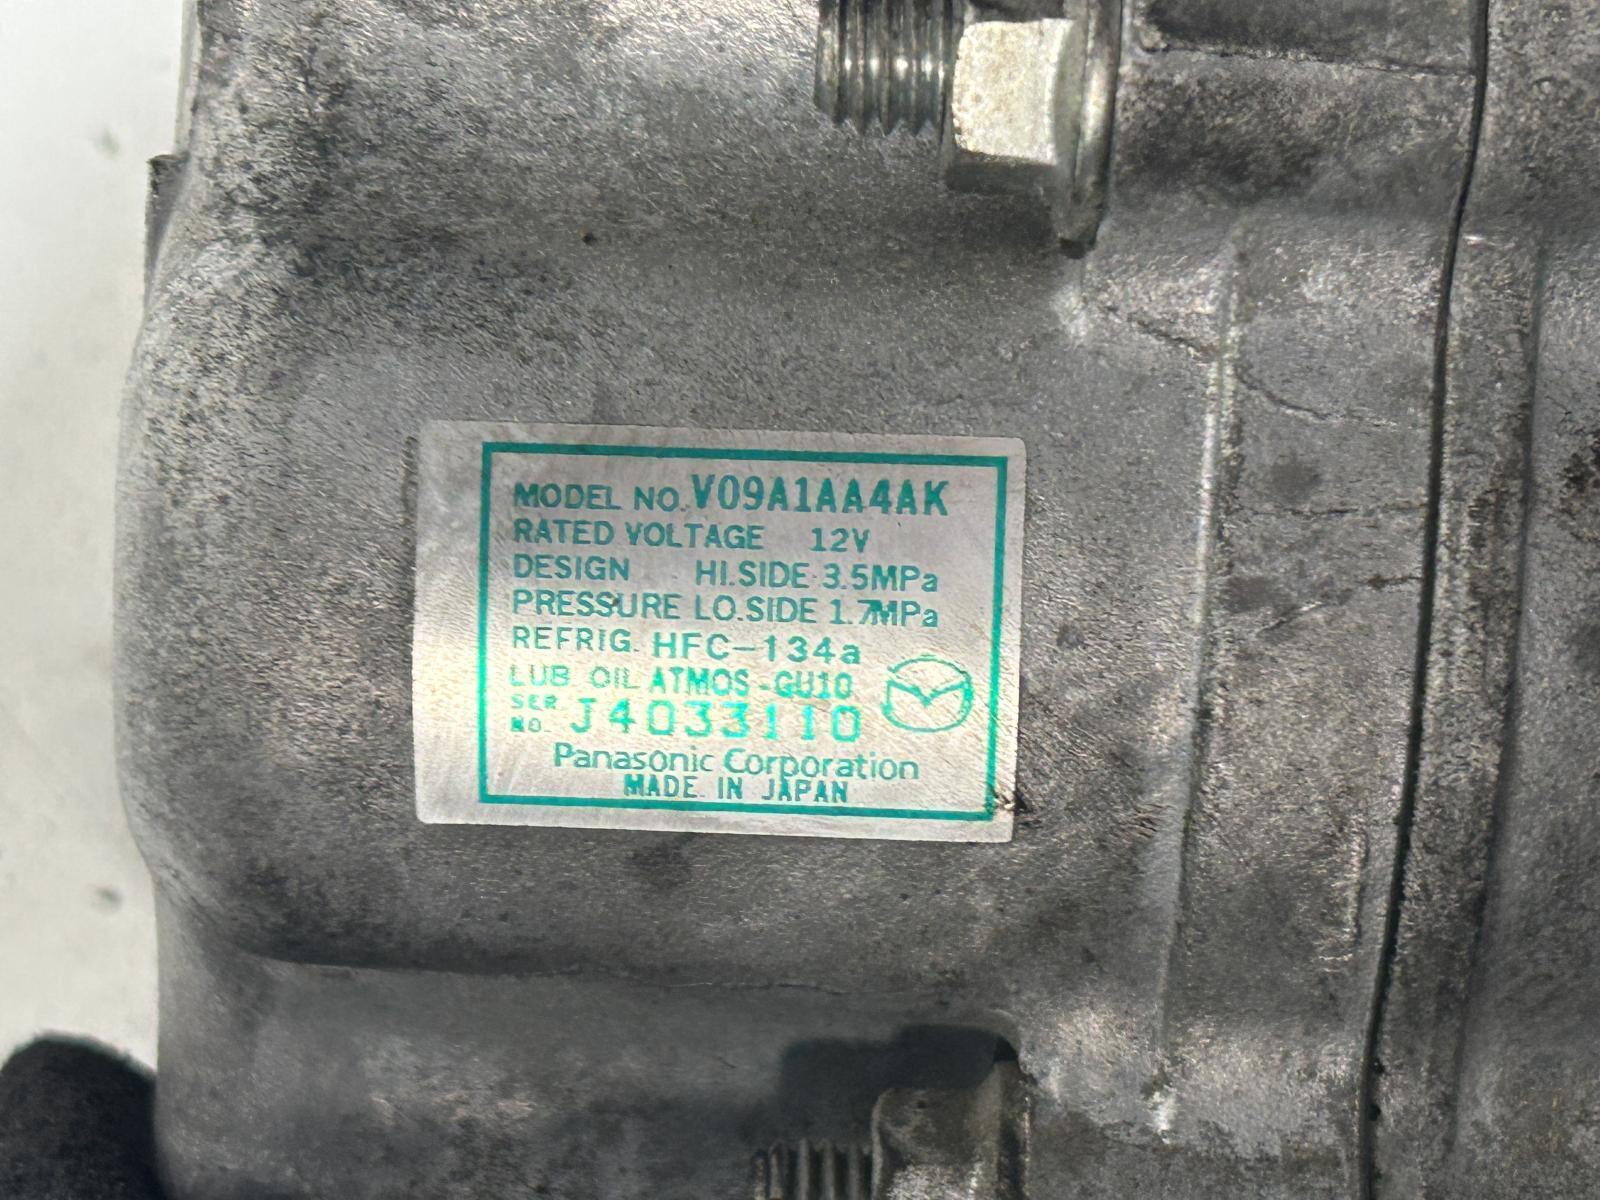 MODEL NO. V09A1AA4AK
RATED VOLTAGE 12V
DESIGN HI.SIDE 3.5MPa
PRESSURE LO.SIDE 1.7MPa
REFRIG. HFC-134a
LUB. OIL ATMOS-GU10
SER. NO. J4033110
Panasonic Corporation
MADE IN JAPAN